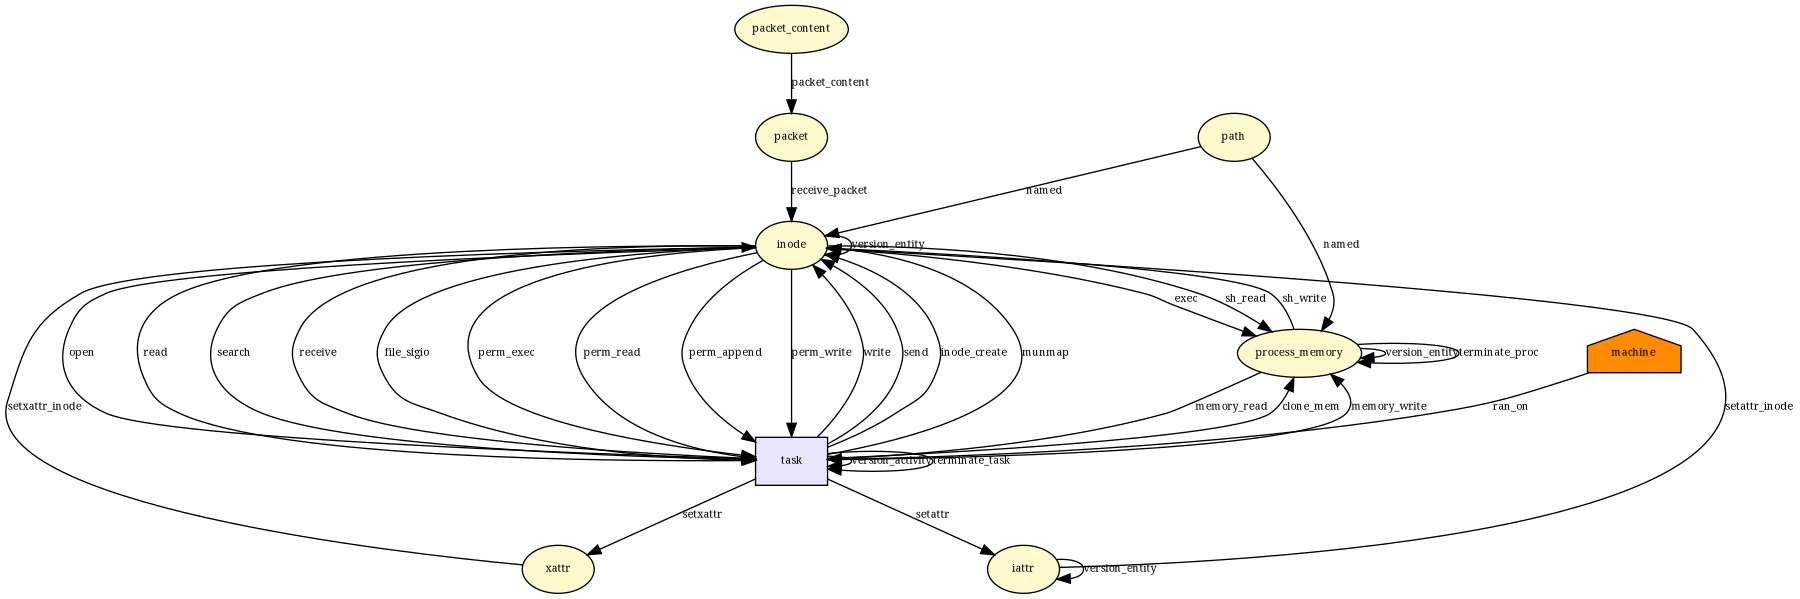 packet_content
packet_content
packet
path
receive_packet
named
inode
version_entity
named
exec
sh_read
sh_write
open
read
search
receive
file_sigio
perm_exec
perm_read
perm_append
perm_write
write
send
inode_create
munmap
process_memory
version_entity
terminate_proc
machine
setxattr_inode
memory_read
clone_mem
memory_write
ran_on
setattr_inode
task
version_activity
terminate_task
setxattr
setattr
xattr
iattr
version_entity